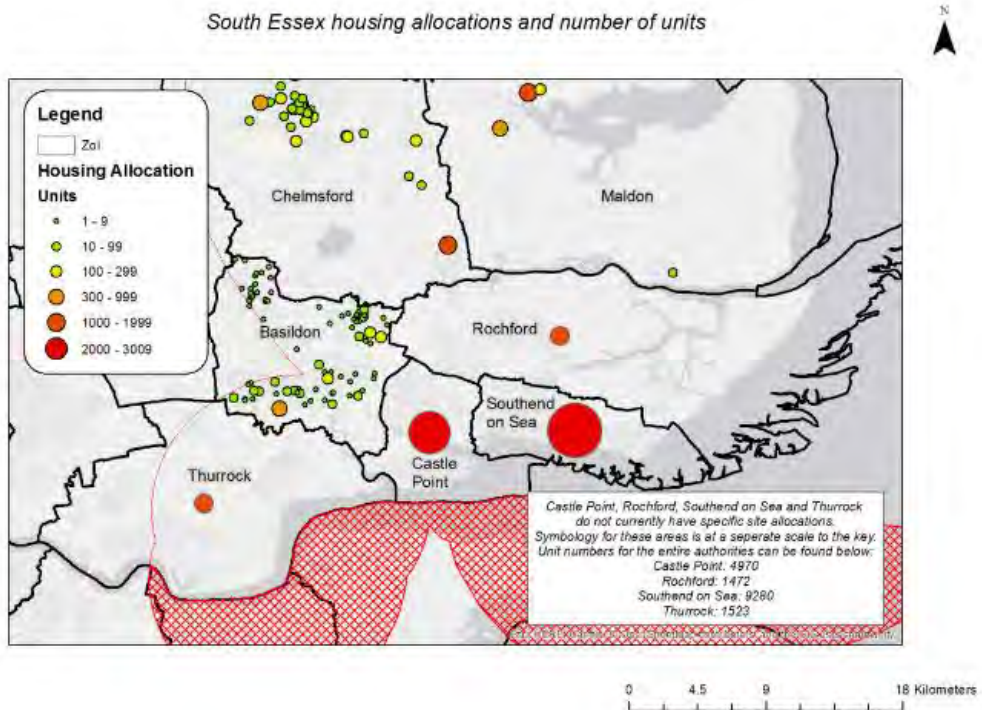 South Essex housing allocations and number of units
N
Legend
ZoI
Housing Allocation
Units
1 - 9
10 - 99
100 - 299
300 - 999
1000 - 1999
2000 - 3009
Chelmsford
Maldon
Basildon
Rochford
Southend
on Sea
Castle
Point
Thurrock
Castle Point, Rochford, Southend on Sea and Thurrock
do not currently have specific site allocations.
Symbology for these areas is at a seperate scale to the key.
Unit numbers for the entire authorities can be found below:
Castle Point: 4970
Rochford: 1472
Southend on Sea: 9280
Thurrock: 1523
0 4.5 9 18 Kilometers